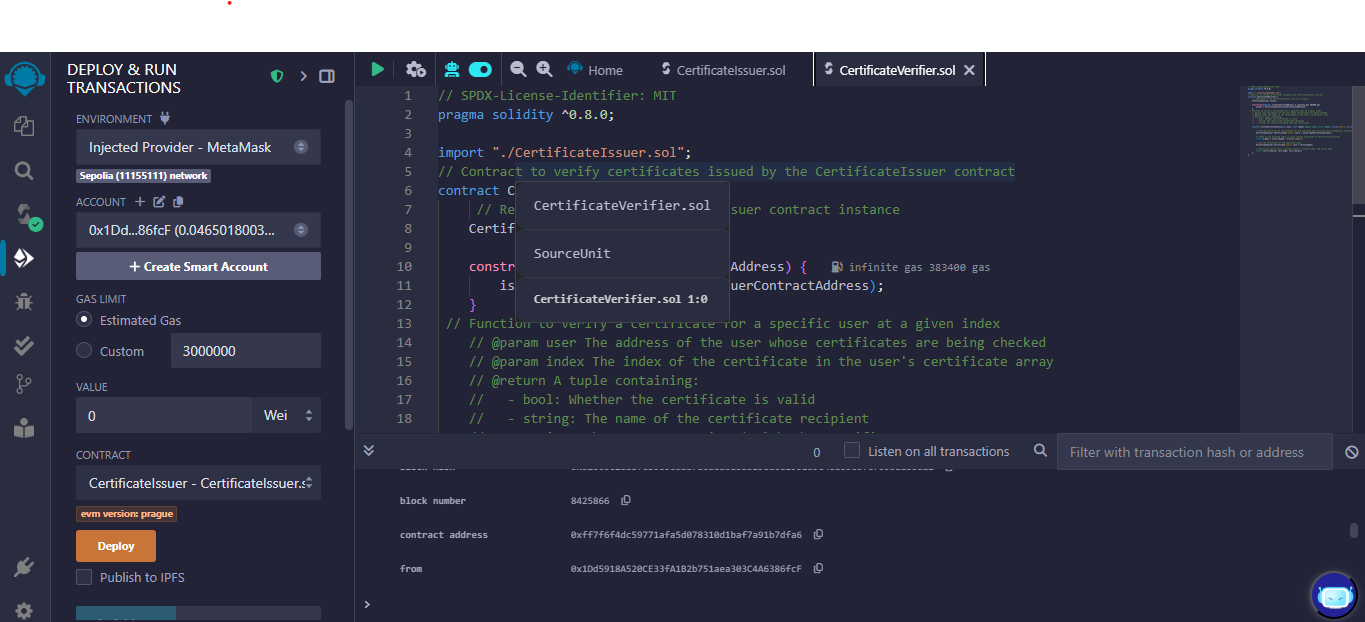 DEPLOY & RUN
TRANSACTIONS
ENVIRONMENT
Injected Provider - MetaMask
Sepolia (11155111) network
ACCOUNT
0x1Dd...86fcF (0.0465018003...
+ Create Smart Account
GAS LIMIT
Estimated Gas
Custom
3000000
VALUE
0
Wei
CONTRACT
CertificateIssuer - CertificateIssuer.s
evm version: prague
Deploy
Publish to IPFS
Home
CertificateIssuer.sol
CertificateVerifier.sol
1 // SPDX-License-Identifier: MIT
2 pragma solidity ^0.8.0;
3
4 import "./CertificateIssuer.sol";
5 // Contract to verify certificates issued by the CertificateIssuer contract
6 contract C
7 // Re suer contract instance
8 Certif
9
10 constr Address) { infinite gas 383400 gas
11 is uerContractAddress);
12 }
13 // Function to verify a certificate for a specific user at a given index
14 // @param user The address of the user whose certificates are being checked
15 // @param index The index of the certificate in the user's certificate array
16 // @return A tuple containing:
17 // - bool: Whether the certificate is valid
18 // - string: The name of the certificate recipient
CertificateVerifier.sol
SourceUnit
CertificateVerifier.sol 1:0
0
Listen on all transactions
Filter with transaction hash or address
block number 8425866
contract address 0xff7f6f4dc59771afa5d078310d1baf7a91b7dfa6
from 0x1Dd5918A520CE33fA1B2b751aea303C4A6386fcF
>